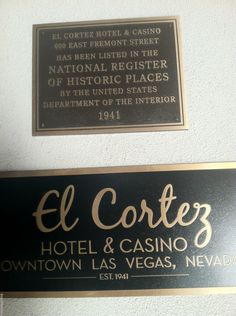 EL CORTEZ HOTEL & CASINO
600 EAST FREMONT STREET
HAS BEEN LISTED IN THE
NATIONAL REGISTER
OF HISTORIC PLACES
BY THE UNITED STATES
DEPARTMENT OF THE INTERIOR
1941
El Cortez
HOTEL & CASINO
OWNTOWN LAS VEGAS, NEVAD
EST. 1941